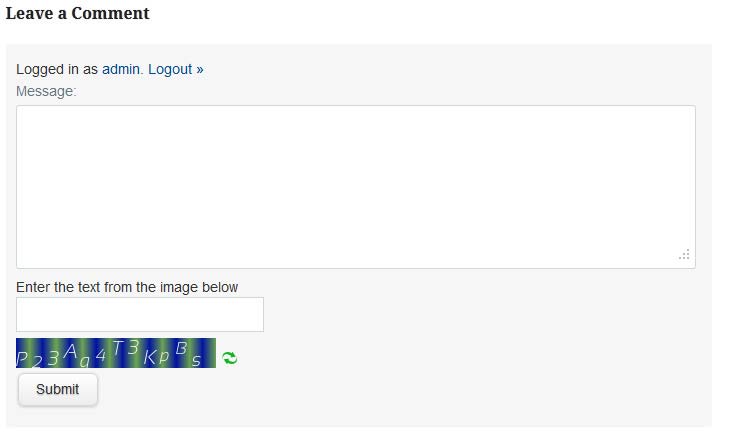 Leave a Comment
Logged in as admin. Logout »
Message:
Enter the text from the image below
P23Aq4T3KpBs
Submit